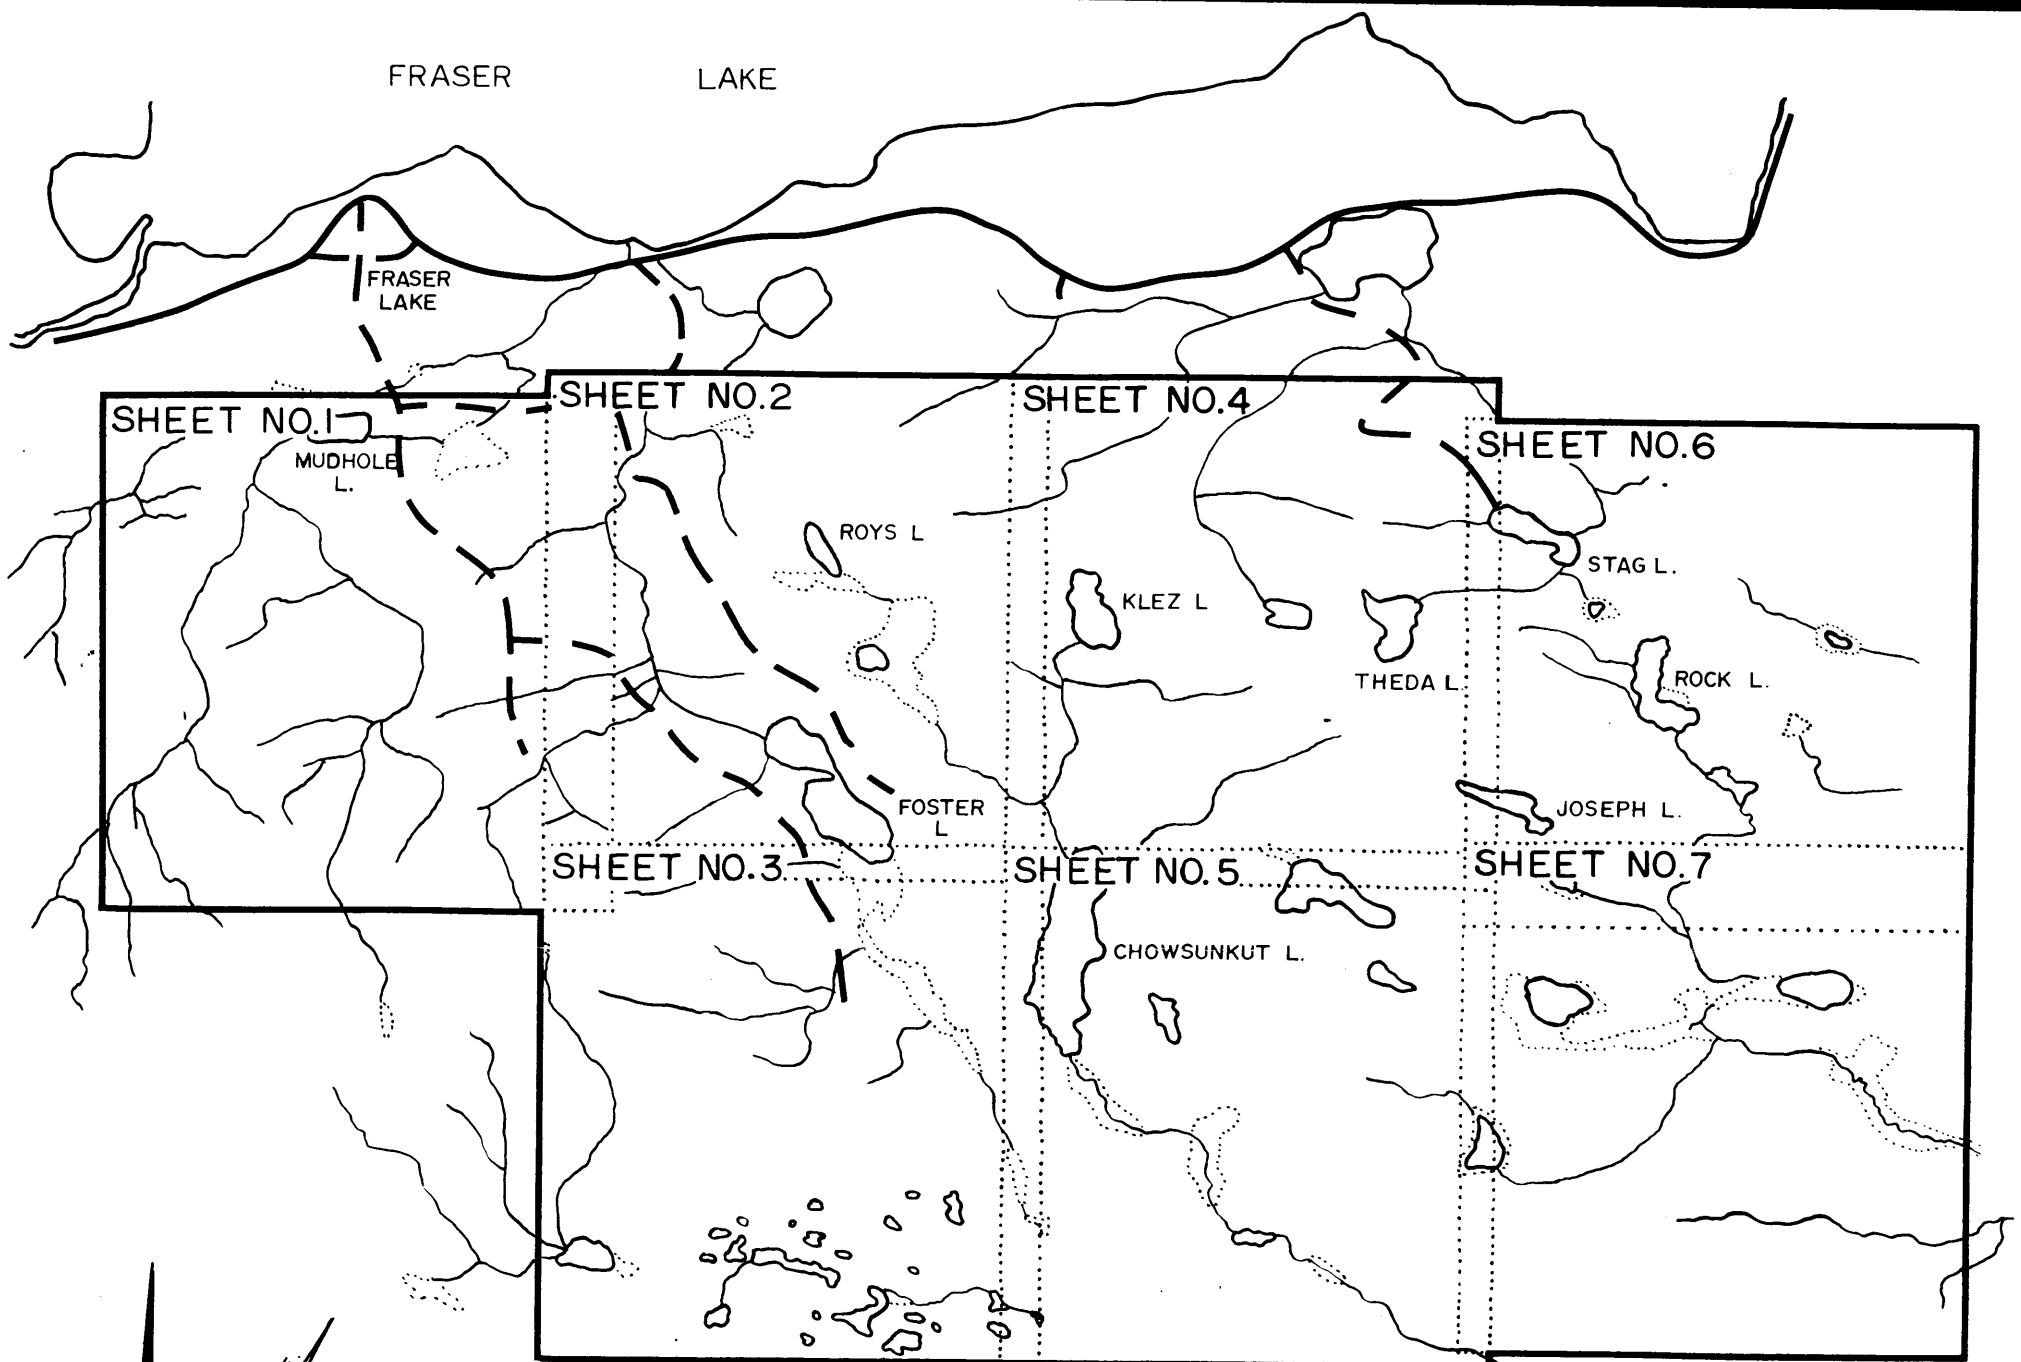 FRASER LAKE
FRASER
LAKE
SHEET NO.1
SHEET NO.2
SHEET NO.4
SHEET NO.6
MUDHOLE
L.
ROYS L
STAG L.
KLEZ L
THEDA L.
ROCK L.
FOSTER
L
JOSEPH L.
SHEET NO.3
SHEET NO.5
SHEET NO.7
CHOWSUNKUT L.